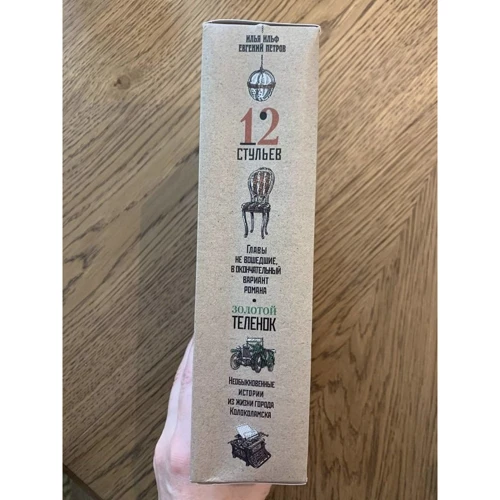 ИЛЬЯ ИЛЬФ
ЕВГЕНИЙ ПЕТРОВ
12
СТУЛЬЕВ
ГЛАВЫ
НЕ ВОШЕДШИЕ,
В ОКОНЧАТЕЛЬНЫЙ
ВАРИАНТ
РОМАНА
•
ЗОЛОТОЙ
ТЕЛЕНОК
НЕОБЫКНОВЕННЫЕ
ИСТОРИИ
ИЗ ЖИЗНИ ГОРОДА
КОЛОКОЛАМСКА